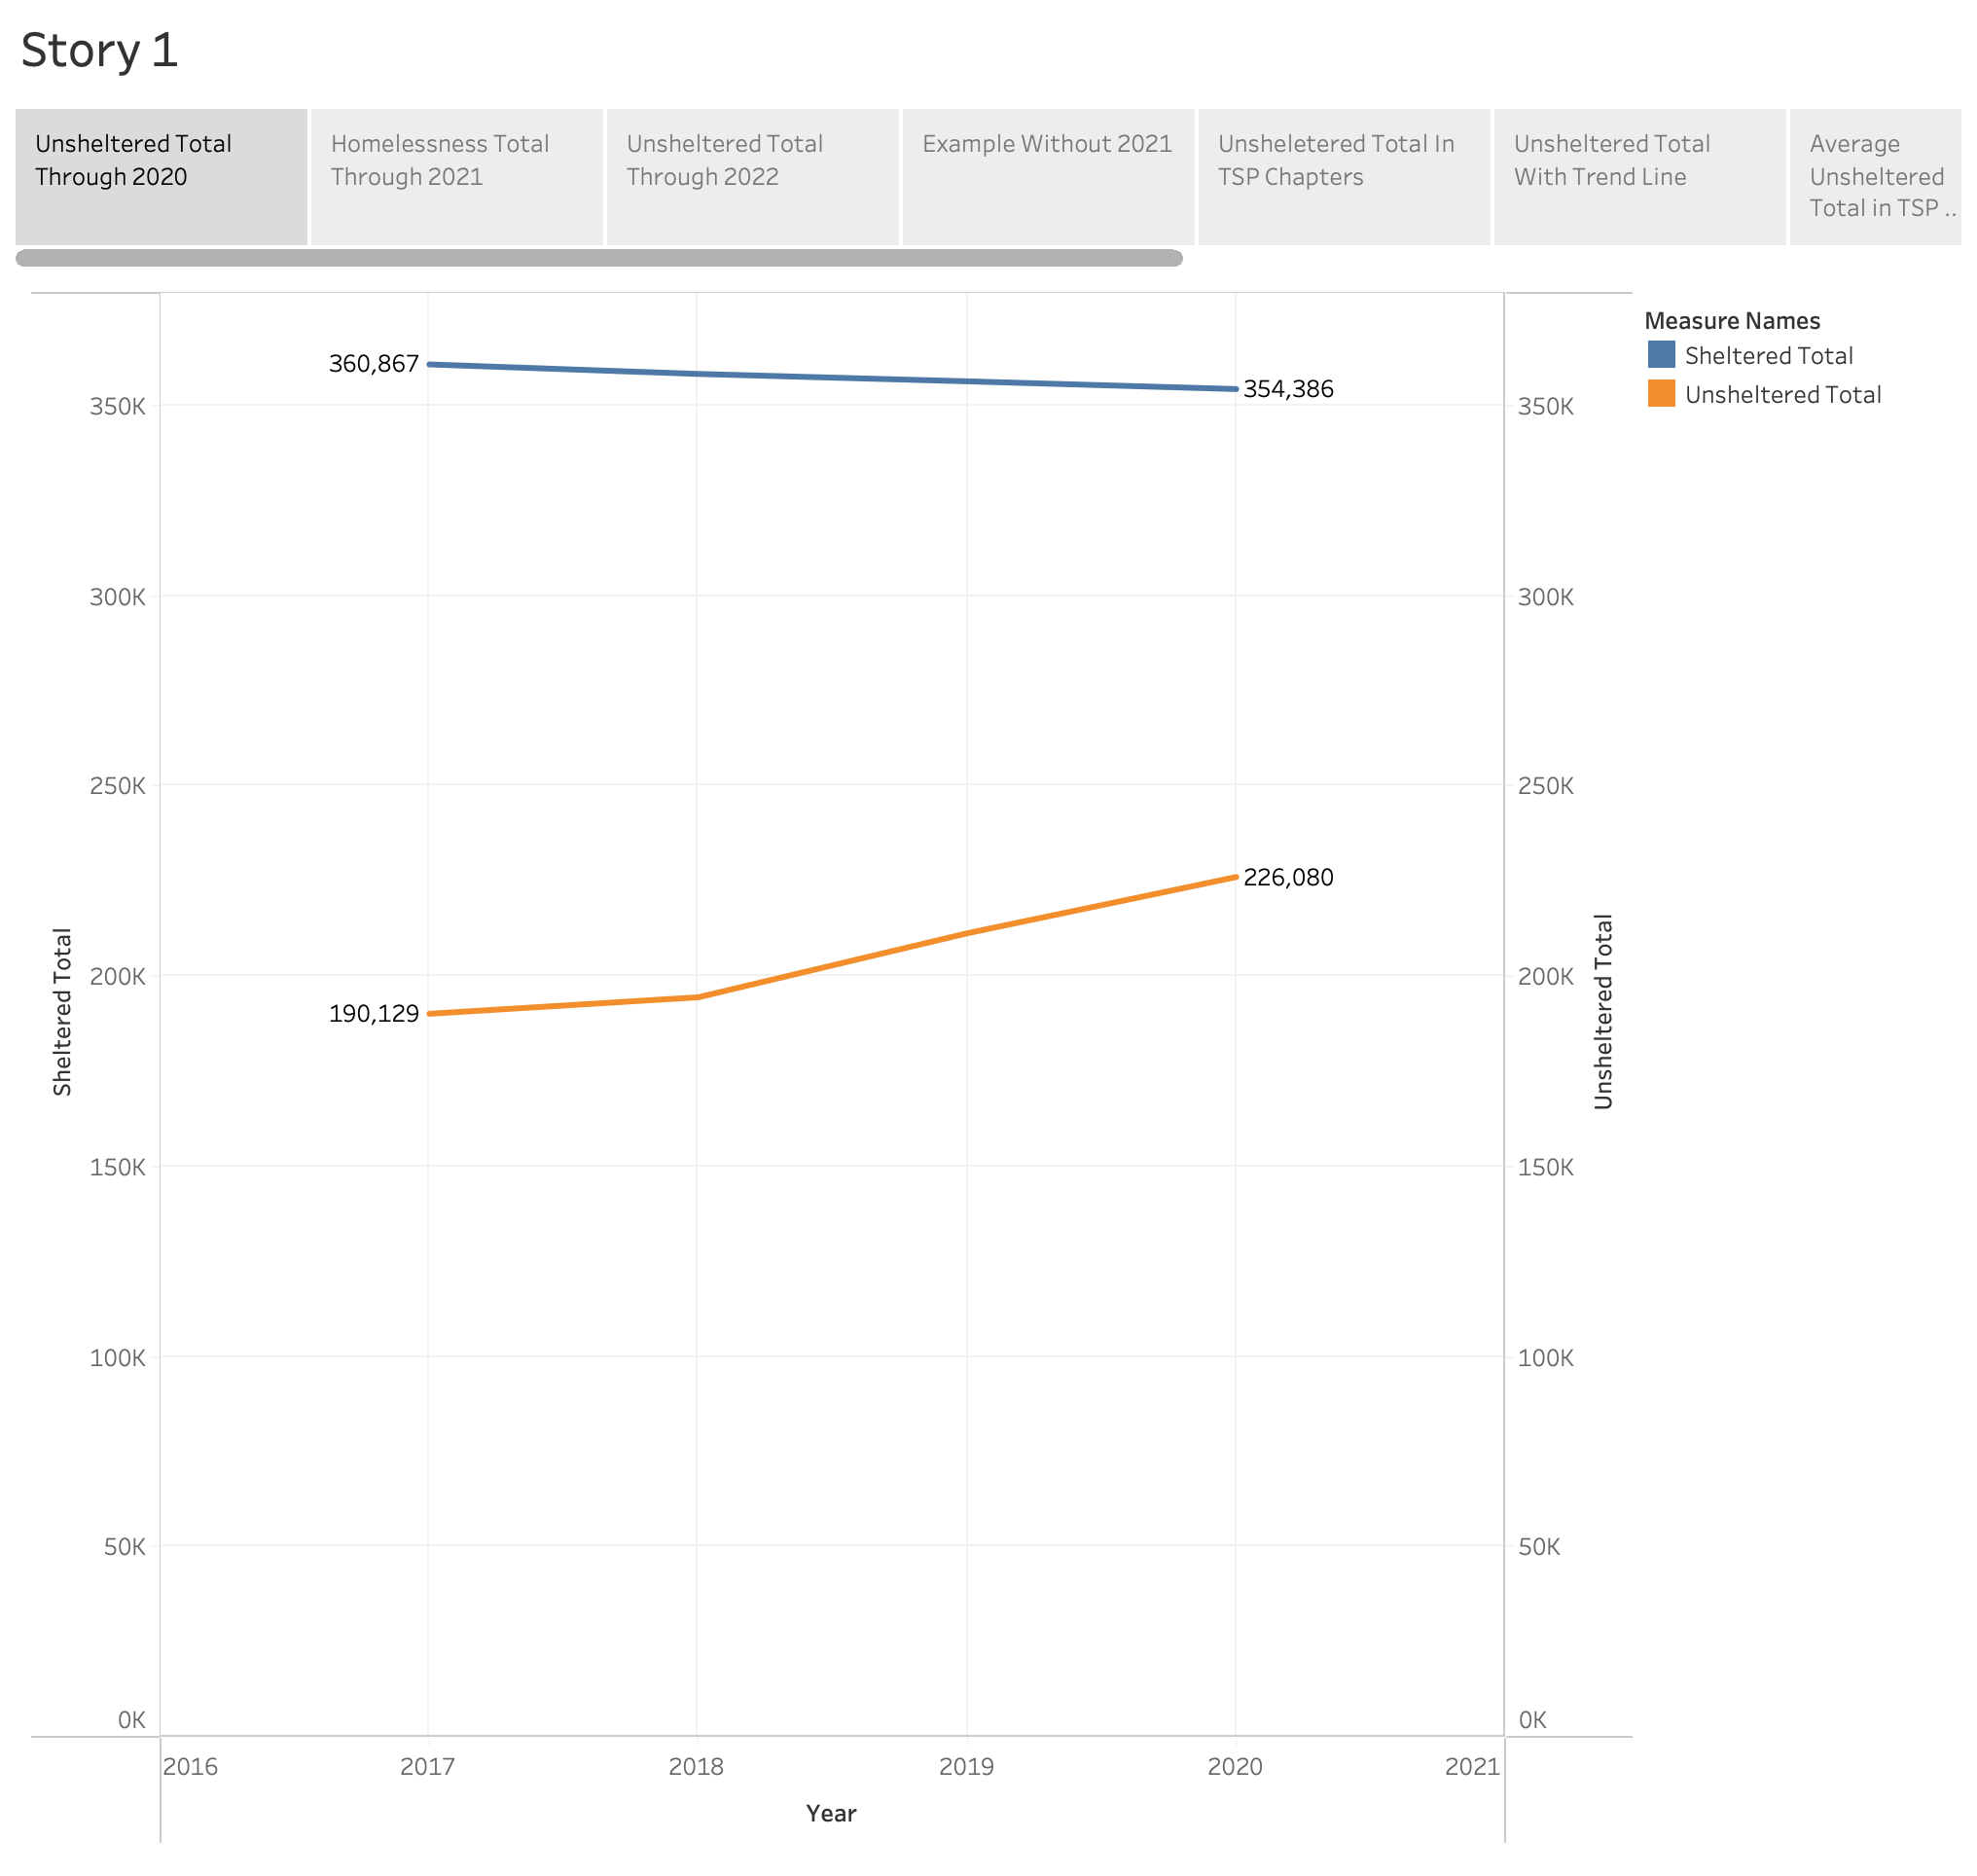 Story 1
Unsheltered Total
Through 2020
Homelessness Total
Through 2021
Unsheltered Total
Through 2022
Example Without 2021
Unsheletered Total In
TSP Chapters
Unsheltered Total
With Trend Line
Average
Unsheltered
Total in TSP ..
Measure Names
Sheltered Total
Unsheltered Total
360,867
354,386
226,080
190,129
350K
300K
250K
200K
150K
100K
50K
0K
Sheltered Total
350K
300K
250K
200K
150K
100K
50K
0K
Unsheltered Total
2016
2017
2018
2019
2020
2021
Year